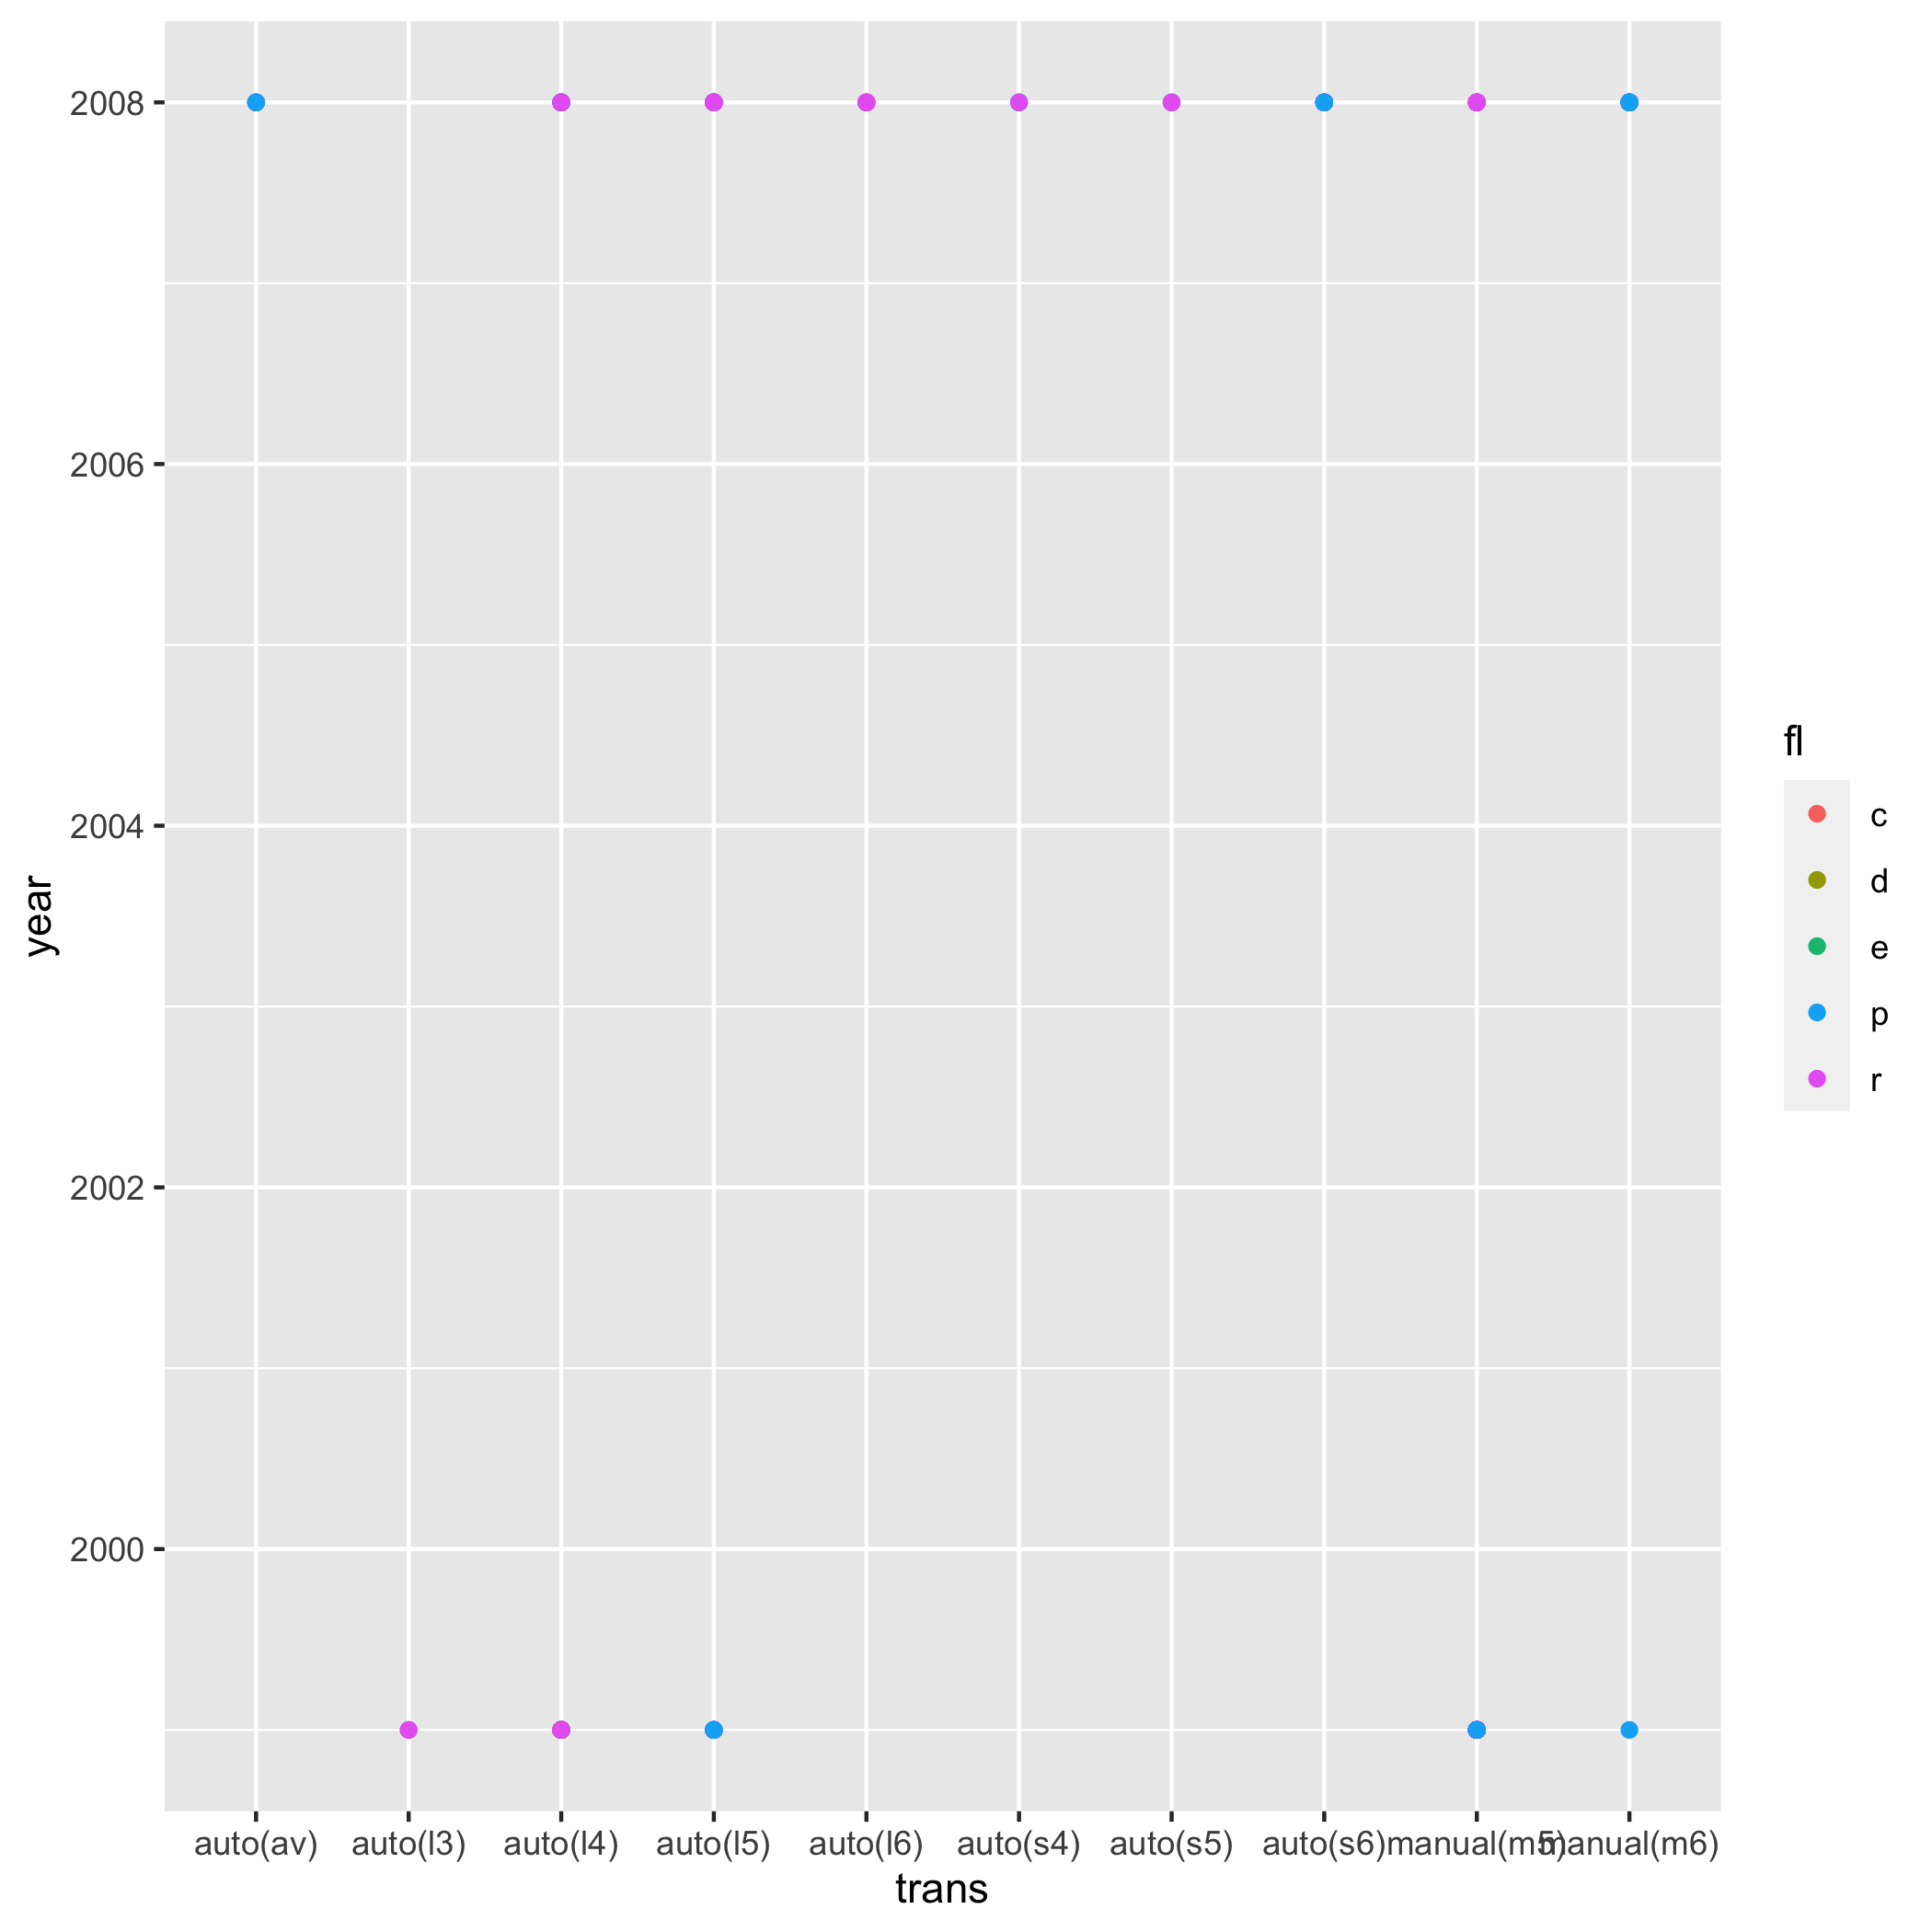 2008
2006
2004
2002
2000
year
auto(av) auto(l3) auto(l4) auto(l5) auto(l6) auto(s4) auto(s5) auto(s6) manual(m5) manual(m6)
trans
fl
c
d
e
p
r